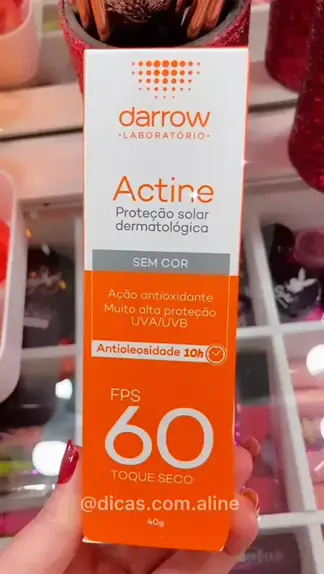 darrow
•LABORATÓRIO•
Actine
Proteção solar
dermatológica
SEM COR
Ação antioxidante
Muito alta proteção
UVA/UVB
Antioleosidade 10h
FPS
60
TOQUE SECO
@dicas.com.aline
40g